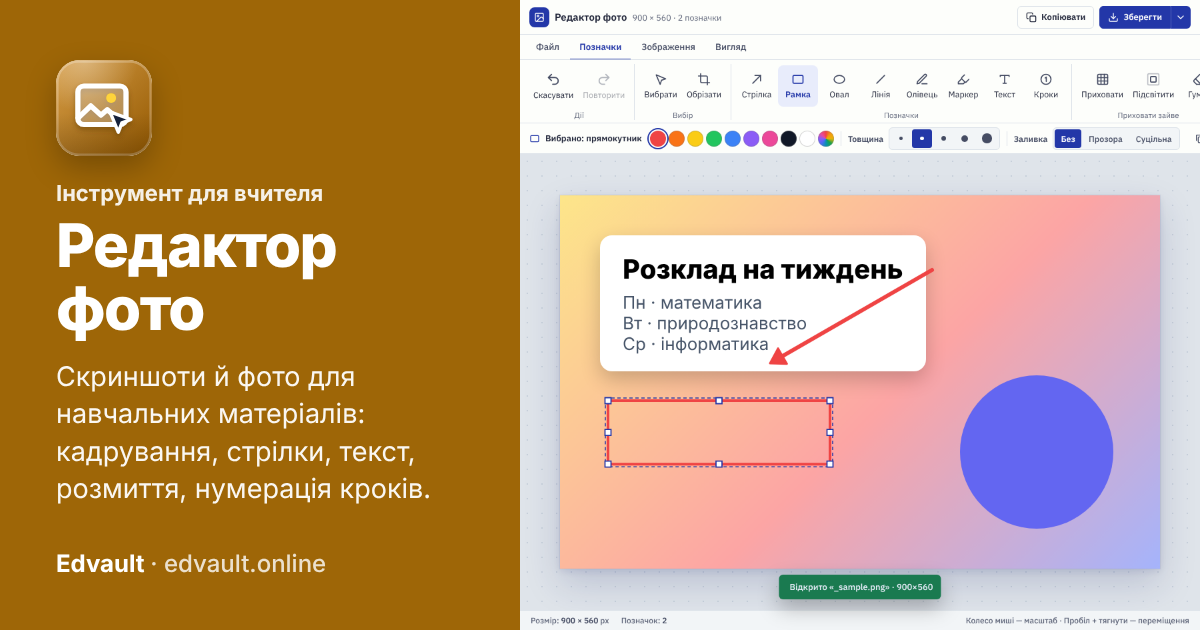 Інструмент для вчителя
Редактор
фото
Скриншоти й фото для
навчальних матеріалів:
кадрування, стрілки, текст,
розмиття, нумерація кроків.
Edvault · edvault.online
Редактор фото 900 × 560 · 2 позначки
Копіювати Зберегти
Файл Позначки Зображення Вигляд
Скасувати Повторити Вибрати Обрізати Стрілка Рамка Овал Лінія Олівець Маркер Текст Кроки Приховати Підсвітити
Дії Вибір Позначки Приховати зайве
Вибрано: прямокутник Товщина Заливка Без Прозора Суцільна
Розклад на тиждень
Пн · математика
Вт · природознавство
Ср · інформатика
Відкрито «_sample.png» · 900×560
Розмір: 900 × 560 px Позначок: 2 Колесо миші — масштаб · Пробіл + тягнути — переміщення